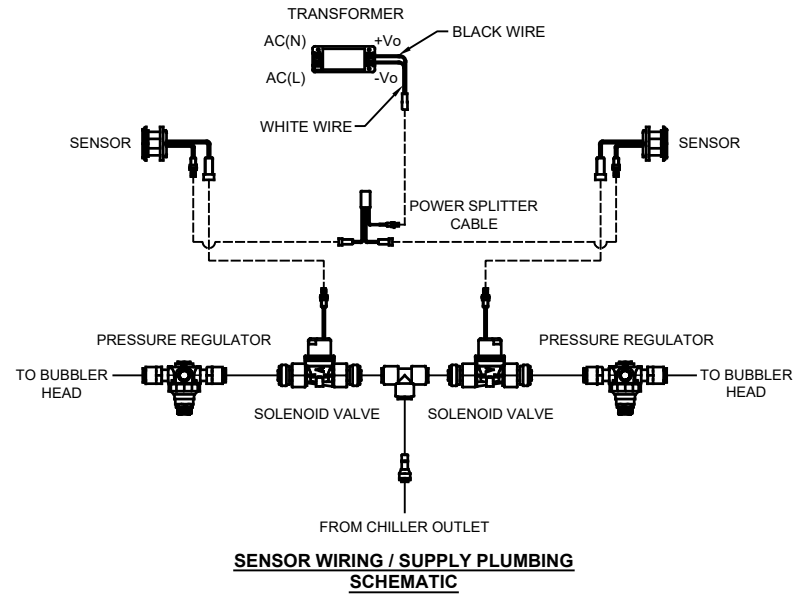 TRANSFORMER
AC(N)
+Vo
BLACK WIRE
AC(L)
-Vo
WHITE WIRE
SENSOR
SENSOR
POWER SPLITTER
CABLE
PRESSURE REGULATOR
PRESSURE REGULATOR
TO BUBBLER
HEAD
TO BUBBLER
HEAD
SOLENOID VALVE
SOLENOID VALVE
FROM CHILLER OUTLET
SENSOR WIRING / SUPPLY PLUMBING
SCHEMATIC